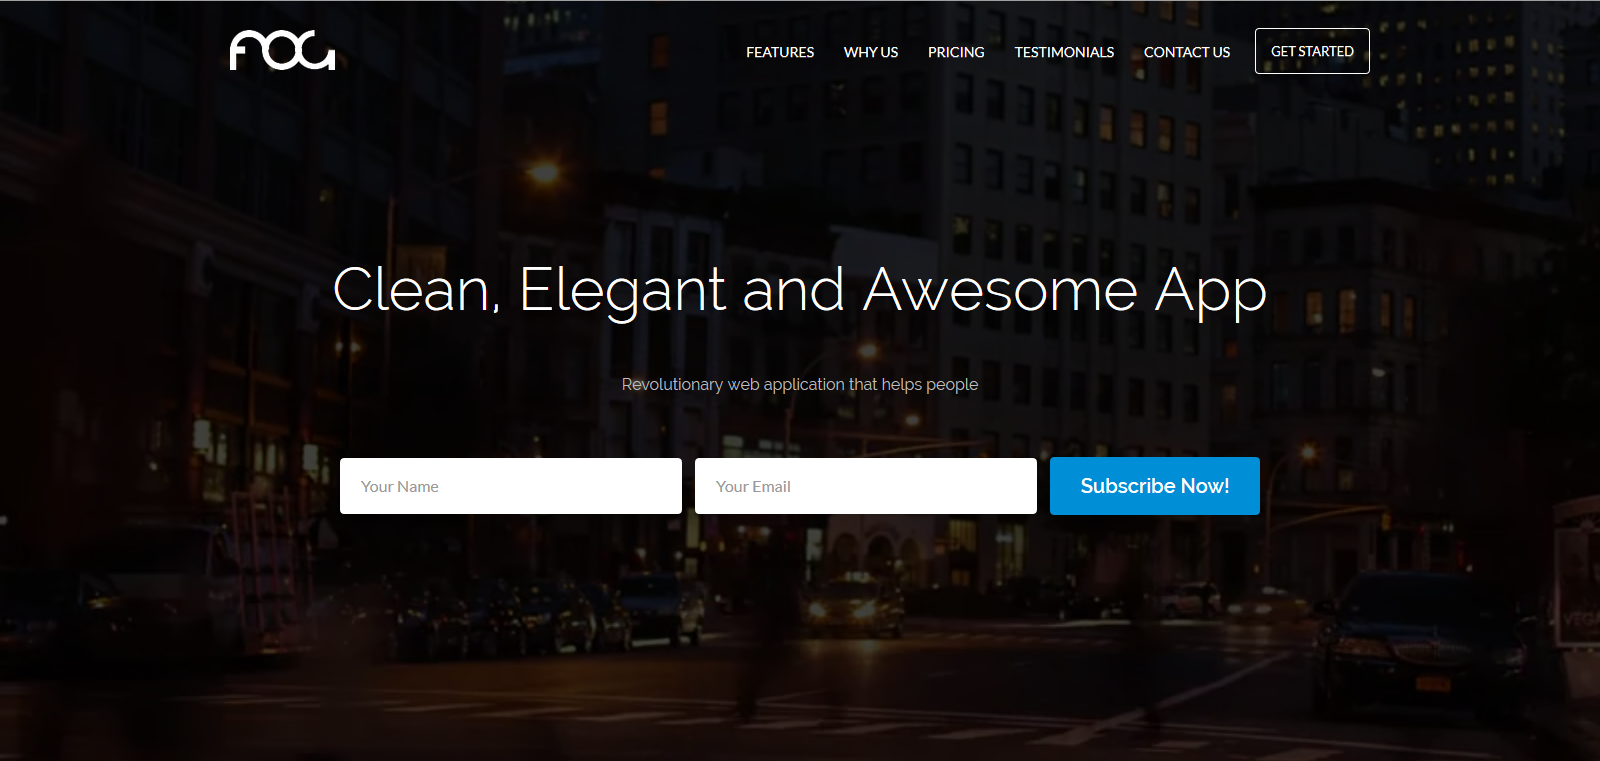 FOG
FEATURES WHY US PRICING TESTIMONIALS CONTACT US GET STARTED
Clean, Elegant and Awesome App
Revolutionary web application that helps people
Your Name Your Email Subscribe Now!